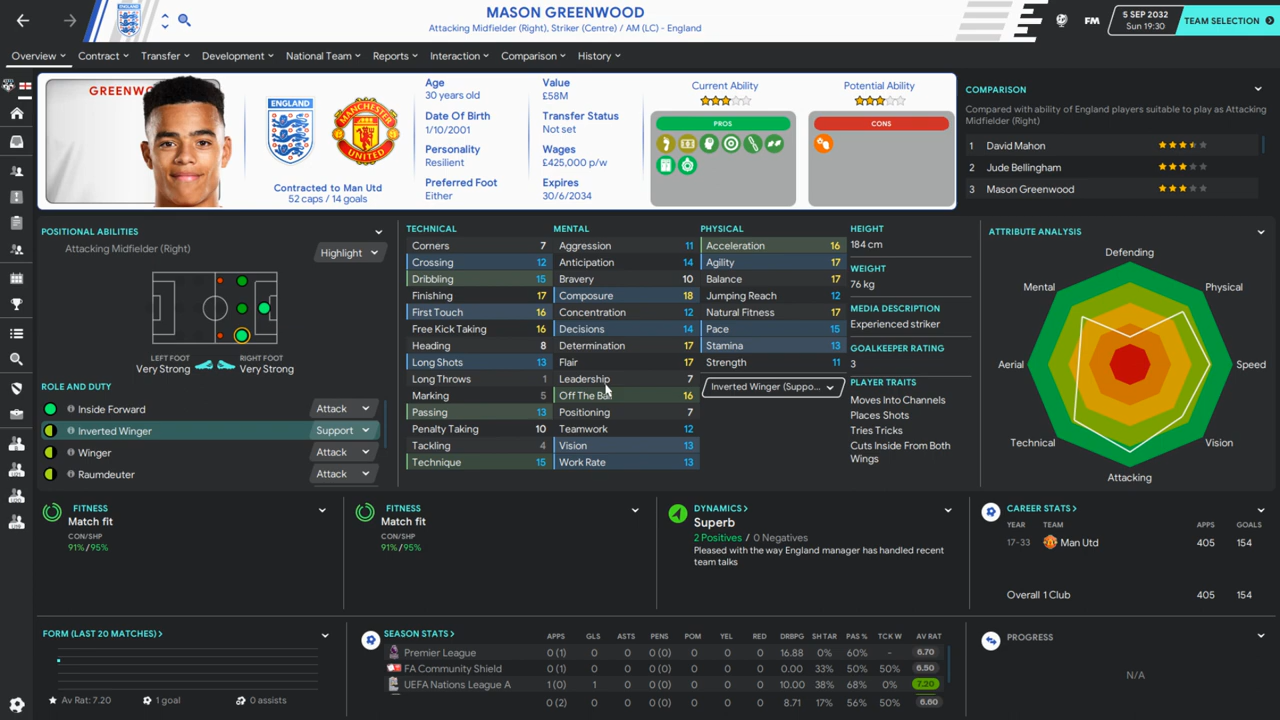 MASON GREENWOOD
Attacking Midfielder (Right), Striker (Centre) / AM (LC) - England
FM
5 SEP 2032
Sun 19:30
TEAM SELECTION
Overview
Contract
Transfer
Development
National Team
Reports
Interaction
Comparison
History
GREENWO
ENGLAND
MANCHESTER
UNITED
Contracted to Man Utd
52 caps / 14 goals
Age
30 years old
Date Of Birth
1/10/2001
Personality
Resilient
Preferred Foot
Either
Value
£58M
Transfer Status
Not set
Wages
£425,000 p/w
Expires
30/6/2034
Current Ability
PROS
Potential Ability
CONS
COMPARISON
Compared with ability of England players suitable to play as Attacking
Midfielder (Right)
1 David Mahon
2 Jude Bellingham
3 Mason Greenwood
POSITIONAL ABILITIES
Attacking Midfielder (Right)
Highlight
LEFT FOOT
Very Strong
RIGHT FOOT
Very Strong
ROLE AND DUTY
Inside Forward Attack
Inverted Winger Support
Winger Attack
Raumdeuter Attack
TECHNICAL
Corners 7
Crossing 12
Dribbling 15
Finishing 17
First Touch 16
Free Kick Taking 16
Heading 8
Long Shots 13
Long Throws 1
Marking 5
Passing 13
Penalty Taking 10
Tackling 4
Technique 15
MENTAL
Aggression 11
Anticipation 14
Bravery 10
Composure 18
Concentration 12
Decisions 14
Determination 17
Flair 17
Leadership 7
Off The Ball 16
Positioning 7
Teamwork 12
Vision 13
Work Rate 13
PHYSICAL
Acceleration 16
Agility 17
Balance 17
Jumping Reach 12
Natural Fitness 17
Pace 15
Stamina 13
Strength 11
Inverted Winger (Suppo...
HEIGHT
184 cm
WEIGHT
76 kg
MEDIA DESCRIPTION
Experienced striker
GOALKEEPER RATING
3
PLAYER TRAITS
Moves Into Channels
Places Shots
Tries Tricks
Cuts Inside From Both
Wings
ATTRIBUTE ANALYSIS
Defending
Mental
Physical
Aerial
Speed
Technical
Vision
Attacking
FITNESS
Match fit
CON/SHP
91%/95%
FITNESS
Match fit
CON/SHP
91%/95%
DYNAMICS>
Superb
2 Positives / 0 Negatives
Pleased with the way England manager has handled recent
team talks
CAREER STATS>
YEAR TEAM APPS GOALS
17-33 Man Utd 405 154
Overall 1 Club 405 154
FORM (LAST 20 MATCHES)>
Av Rat: 7.20
1 goal
0 assists
SEASON STATS>
APPS GLS ASTS PENS POM YEL RED DRBPG SH TAR PAS % TCK W AV RAT
Premier League 0 (1) 0 0 0 (0) 0 0 0 16.88 0% 60% - 6.70
FA Community Shield 0 (1) 0 0 0 (0) 0 0 0 0.00 33% 50% 50% 6.50
UEFA Nations League A 1 (0) 1 0 0 (0) 0 0 0 10.00 38% 68% 0% 7.20
0 (2) 0 0 0 (0) 0 0 0 8.71 17% 56% 50% 6.60
PROGRESS
N/A